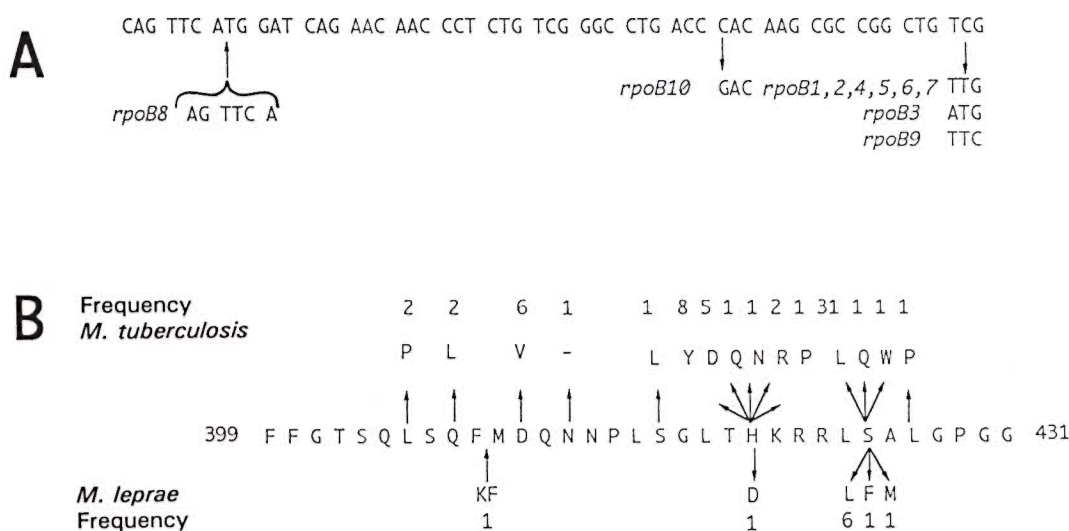 A
CAG TTC ATG GAT CAG AAC AAC CCT CTG TCG GGC CTG ACC CAC AAG CGC CGG CTG TCG
rpoB8 AG TTC A
rpoB10 GAC rpoB1,2,4,5,6,7 TTG
rpoB3 ATG
rpoB9 TTC
B
Frequency 2 2 6 1 1 8 5 1 1 2 1 31 1 1 1
M. tuberculosis
P L V - L Y D Q N R P L Q W P
399 F F G T S Q L S Q F M D Q N N P L S G L T H K R R L S A L G P G G 431
M. leprae KF D L F M
Frequency 1 1 6 1 1